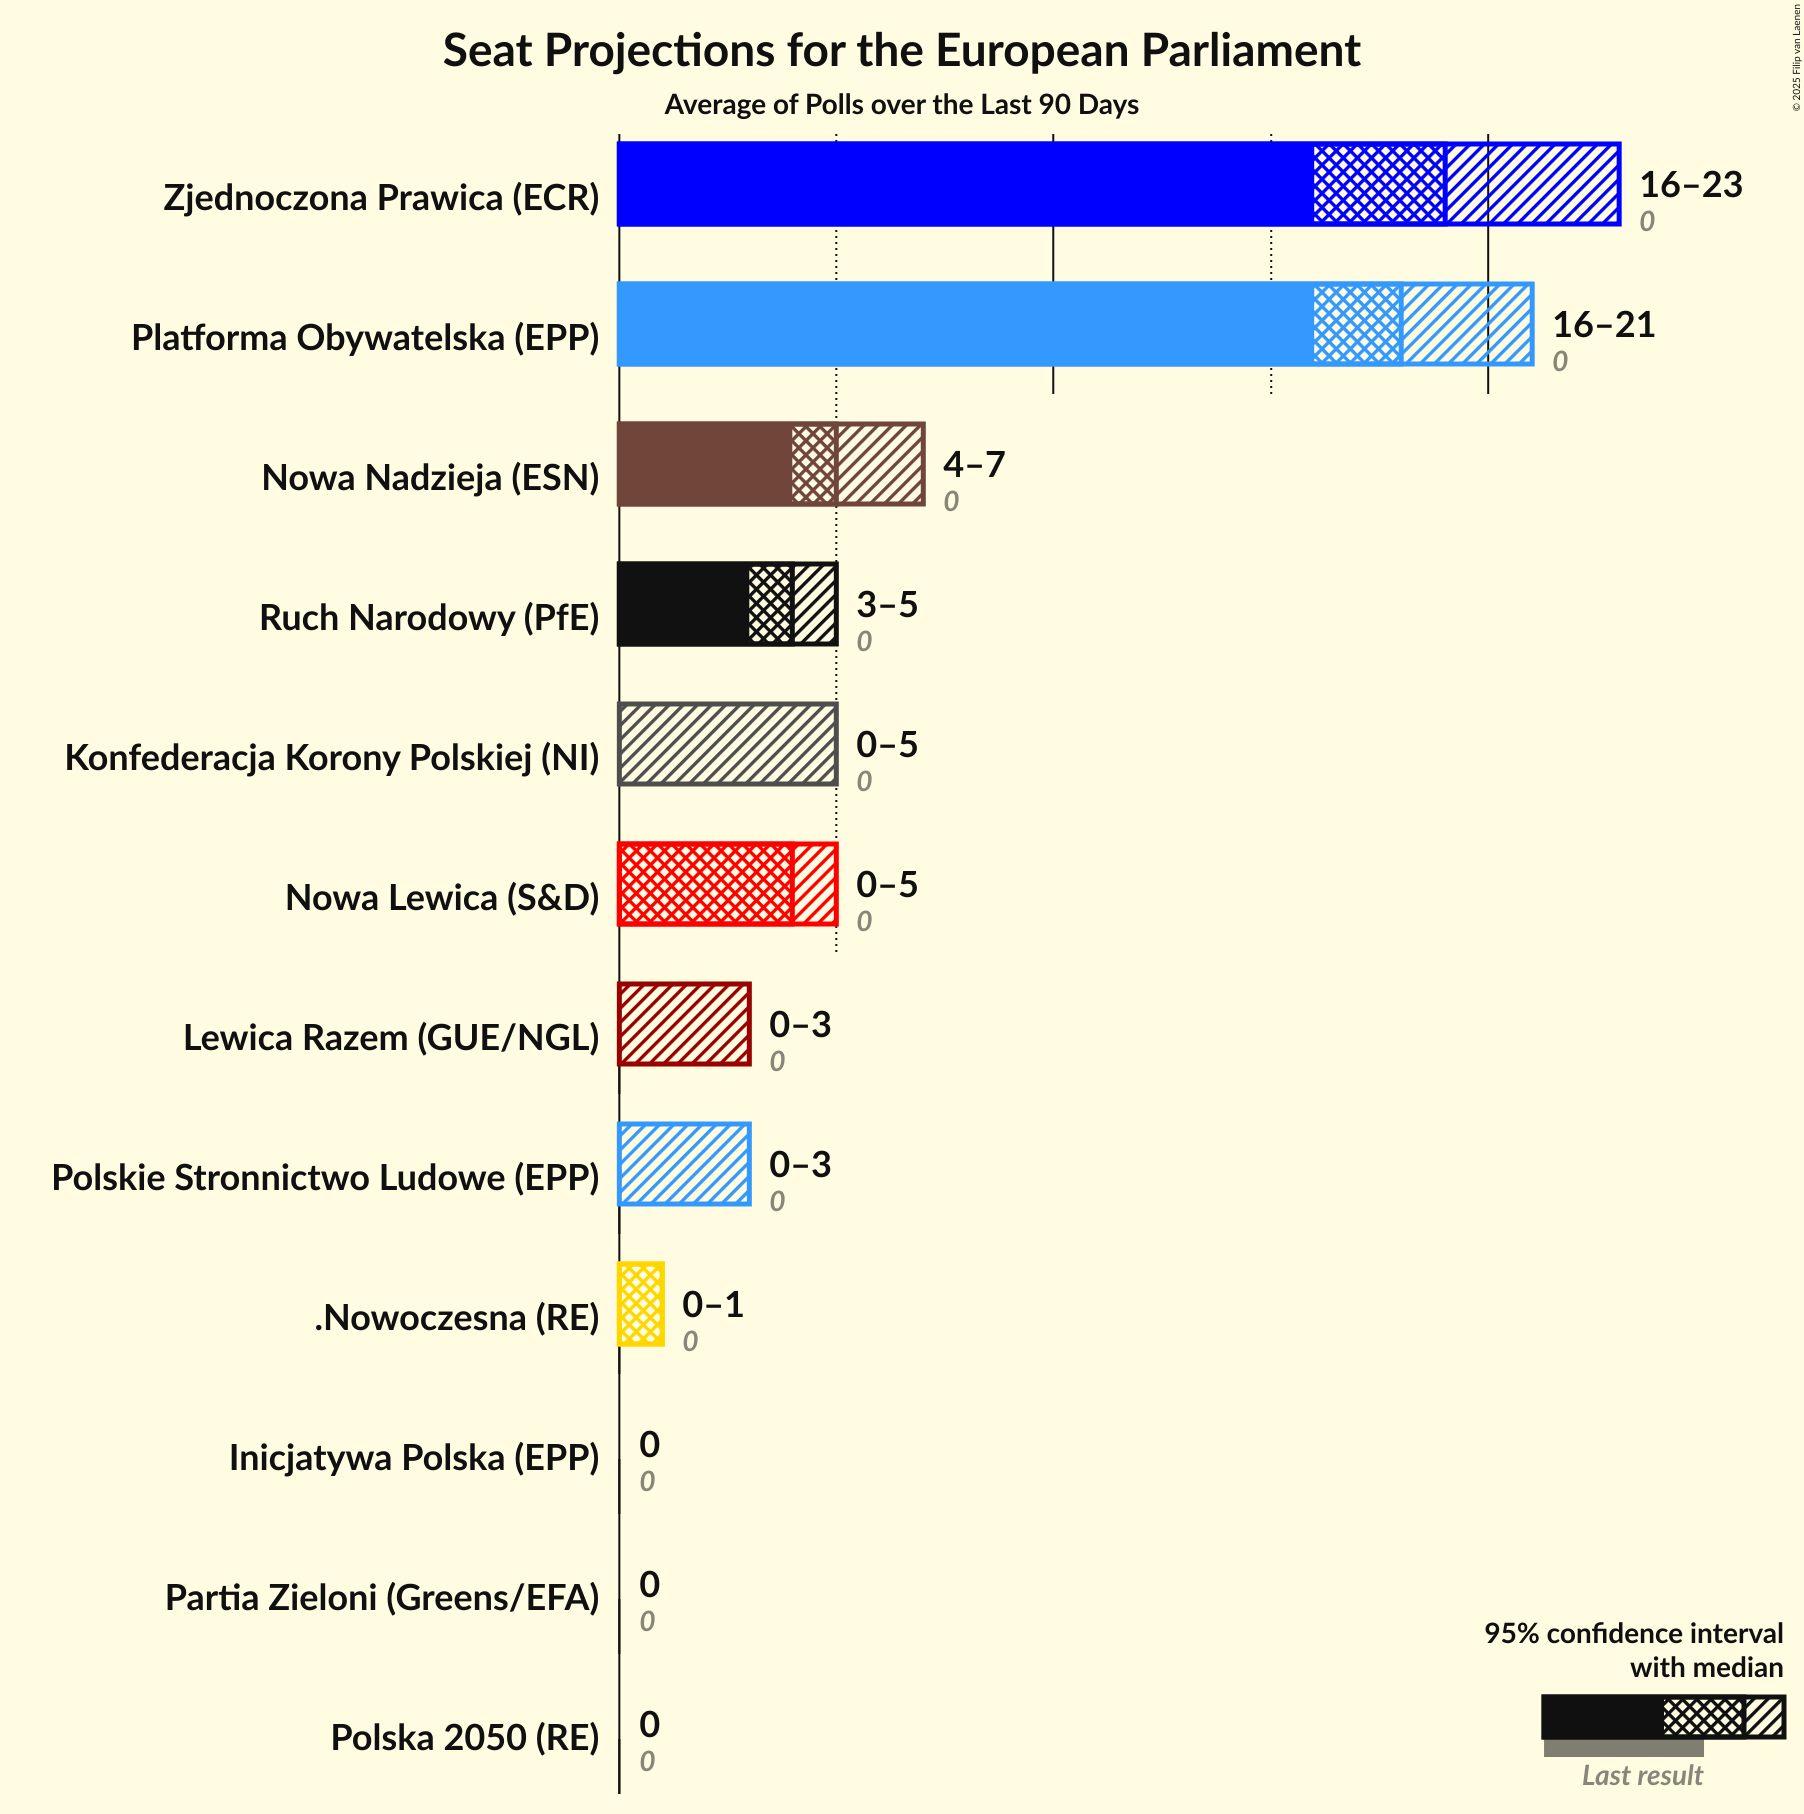 Seat Projections for the European Parliament
Average of Polls over the Last 90 Days
© 2025 Filip van Laenen
Zjednoczona Prawica (ECR)
16–23
0
Platforma Obywatelska (EPP)
16–21
0
Nowa Nadzieja (ESN)
4–7
0
Ruch Narodowy (PfE)
3–5
0
Konfederacja Korony Polskiej (NI)
0–5
0
Nowa Lewica (S&D)
0–5
0
Lewica Razem (GUE/NGL)
0–3
0
Polskie Stronnictwo Ludowe (EPP)
0–3
0
.Nowoczesna (RE)
0–1
0
Inicjatywa Polska (EPP)
0
0
Partia Zieloni (Greens/EFA)
0
0
Polska 2050 (RE)
0
0
95% confidence interval
with median
Last result